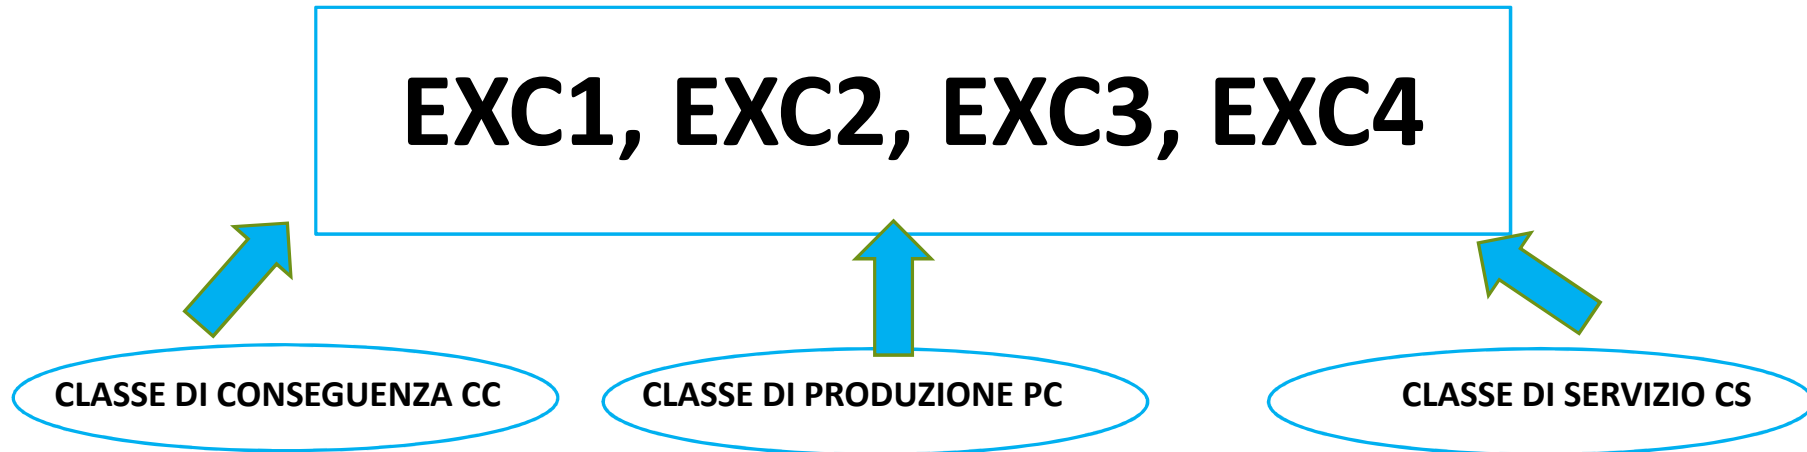 EXC1, EXC2, EXC3, EXC4
CLASSE DI CONSEGUENZA CC
CLASSE DI PRODUZIONE PC
CLASSE DI SERVIZIO CS